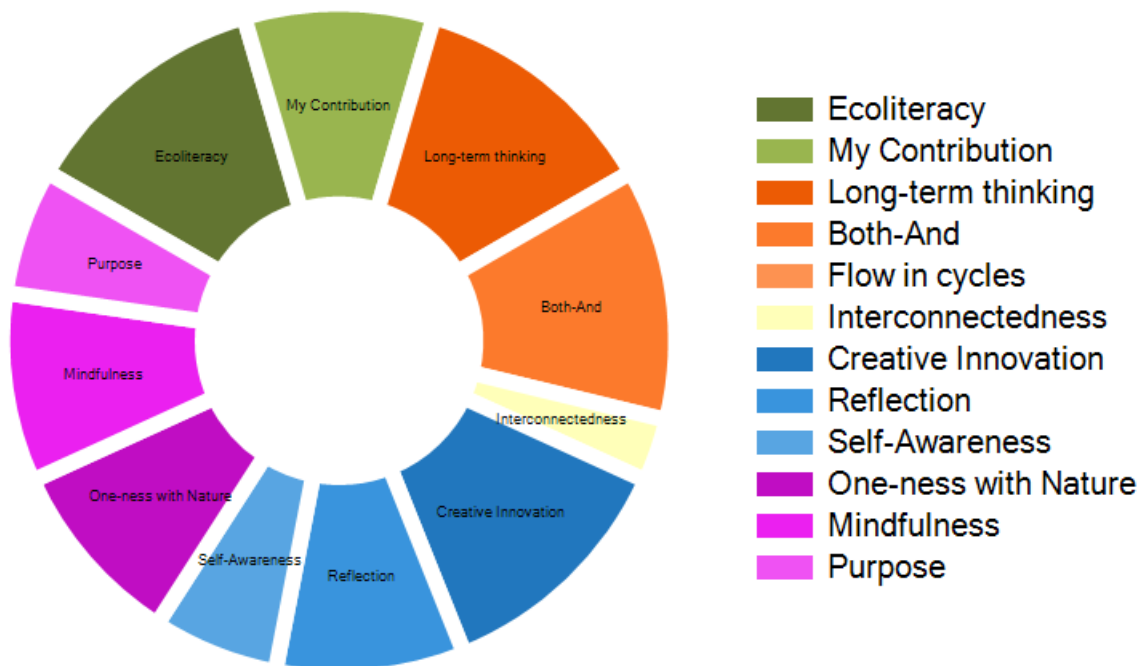 My Contribution
Ecoliteracy
Long-term thinking
Purpose
Both-And
Mindfulness
Interconnectedness
One-ness with Nature
Creative Innovation
Self-Awareness
Reflection
Ecoliteracy
My Contribution
Long-term thinking
Both-And
Flow in cycles
Interconnectedness
Creative Innovation
Reflection
Self-Awareness
One-ness with Nature
Mindfulness
Purpose